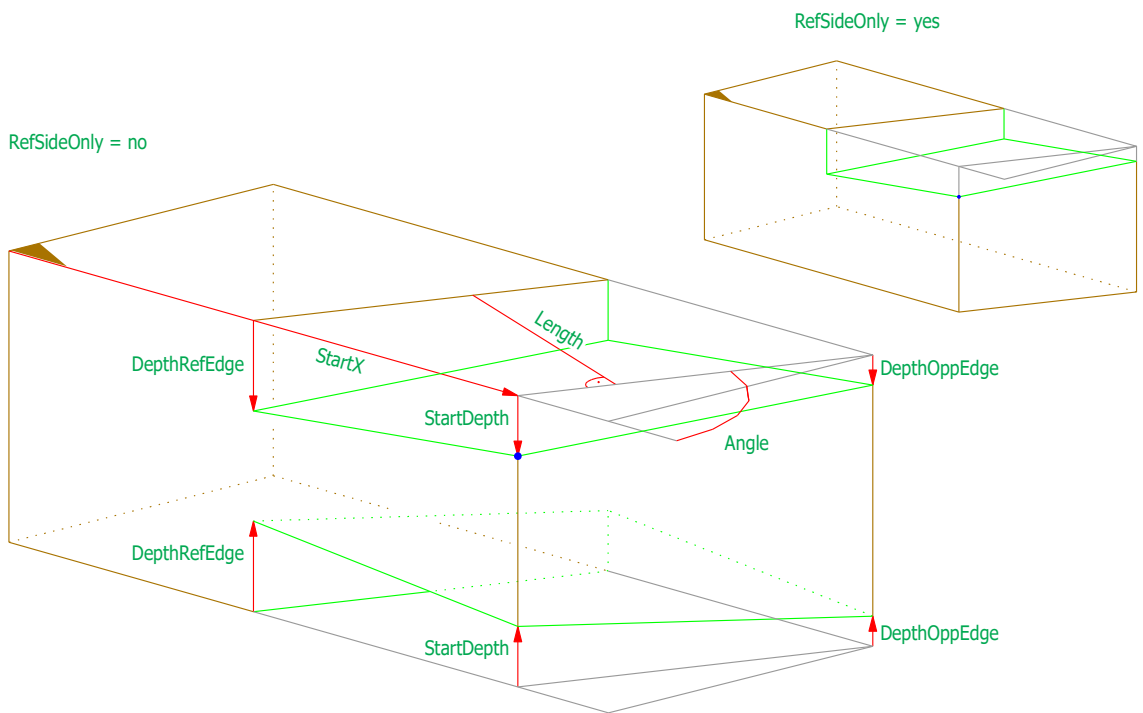 RefSideOnly = yes
RefSideOnly = no
Length
StartX
DepthRefEdge
DepthOppEdge
StartDepth
Angle
DepthRefEdge
DepthOppEdge
StartDepth